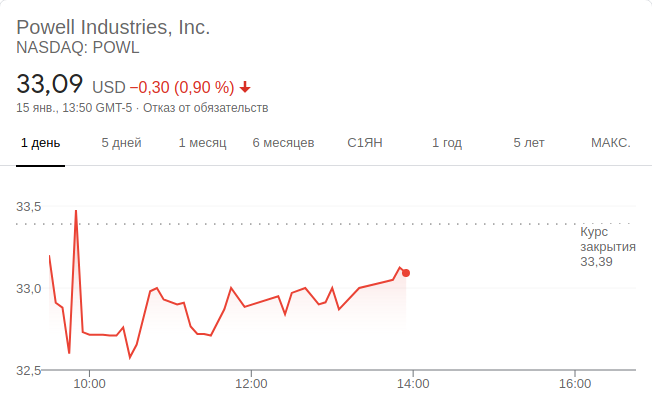 Powell Industries, Inc.
NASDAQ: POWL
33,09 USD −0,30 (0,90 %)
15 янв., 13:50 GMT-5 · Отказ от обязательств
1 день 5 дней 1 месяц 6 месяцев С1ЯН 1 год 5 лет МАКС.
33,5
Курс
закрытия
33,39
33,0
32,5
10:00 12:00 14:00 16:00